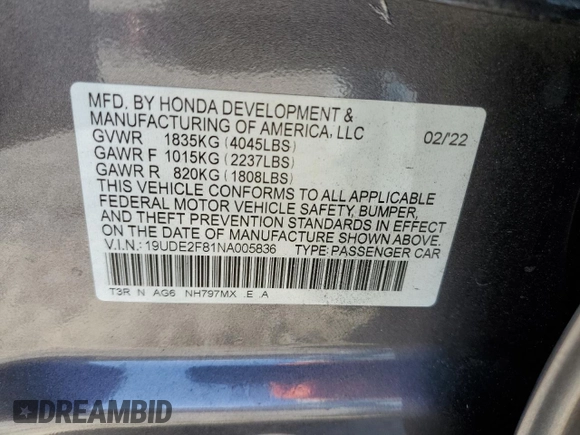 MFD. BY HONDA DEVELOPMENT &
MANUFACTURING OF AMERICA, LLC 02/22
GVWR 1835KG (4045LBS)
GAWR F 1015KG (2237LBS)
GAWR R 820KG (1808LBS)
THIS VEHICLE CONFORMS TO ALL APPLICABLE
FEDERAL MOTOR VEHICLE SAFETY, BUMPER,
AND THEFT PREVENTION STANDARDS IN EFFECT
ON THE DATE OF MANUFACTURE SHOWN ABOVE.
V.I.N.: 19UDE2F81NA005836 TYPE: PASSENGER CAR
T3R N AG6 NH797MX .E .A
DREAMBID